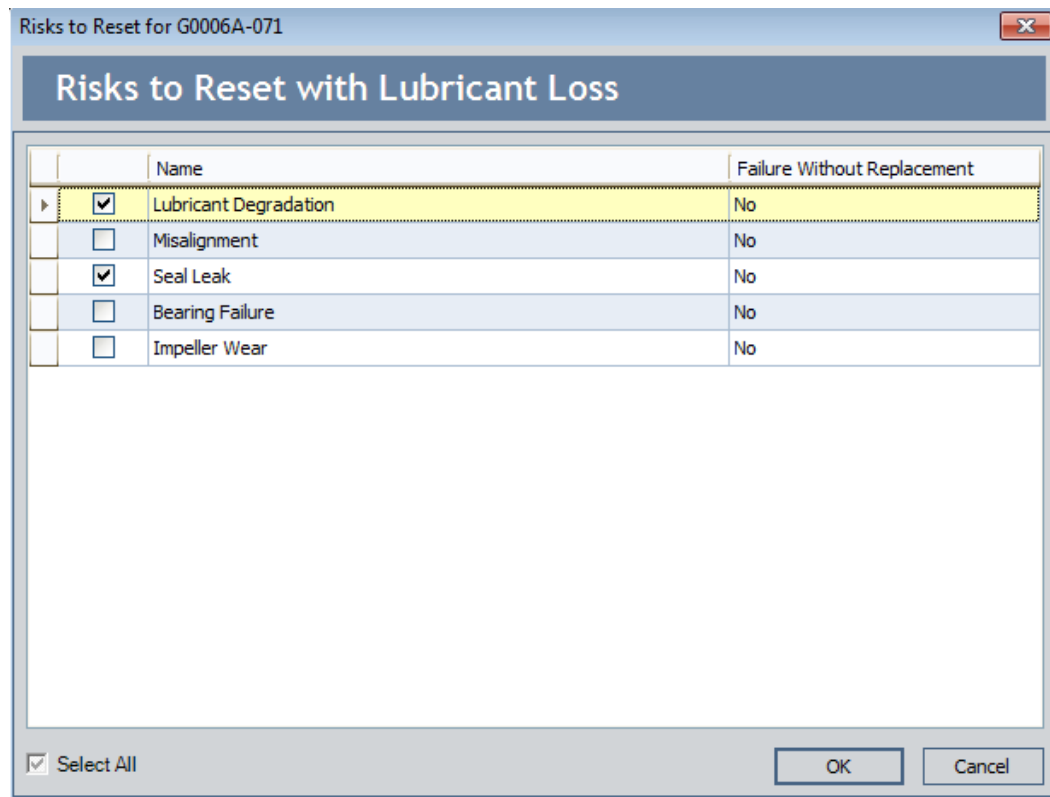 Risks to Reset for G0006A-071
Risks to Reset with Lubricant Loss
Name Failure Without Replacement
Lubricant Degradation No
Misalignment No
Seal Leak No
Bearing Failure No
Impeller Wear No
Select All OK Cancel